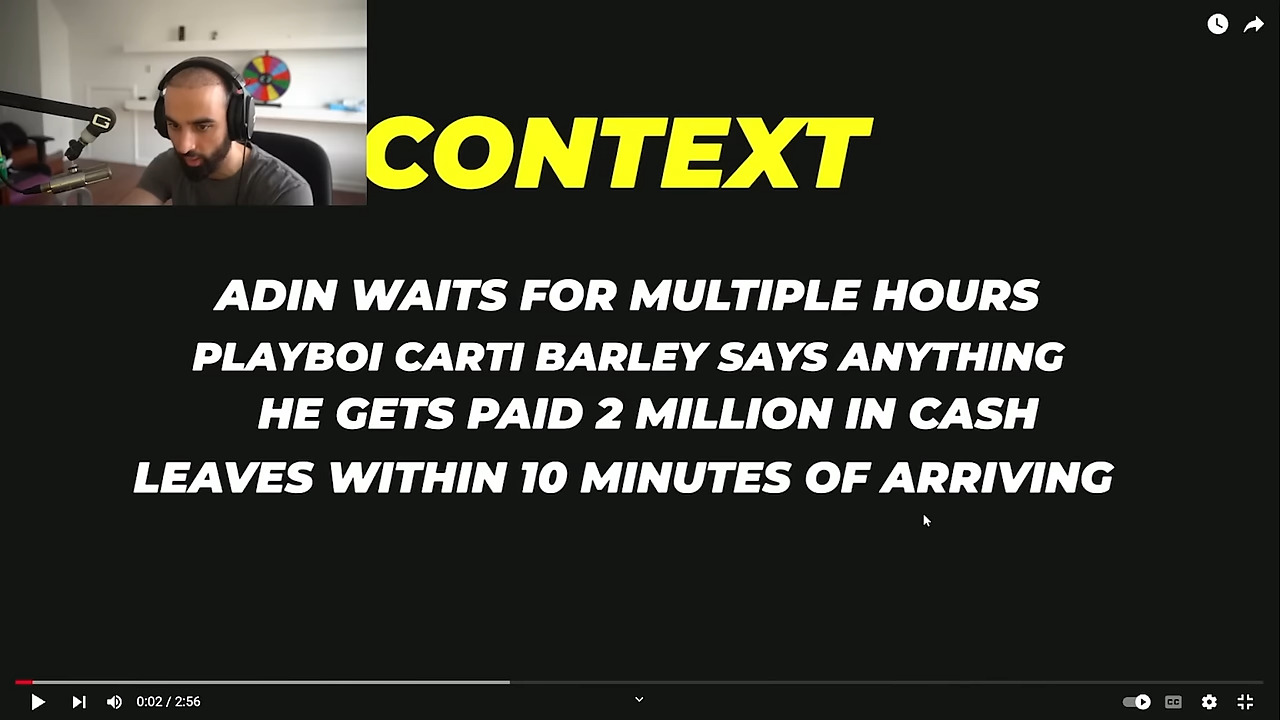 CONTEXT
ADIN WAITS FOR MULTIPLE HOURS
PLAYBOI CARTI BARLEY SAYS ANYTHING
HE GETS PAID 2 MILLION IN CASH
LEAVES WITHIN 10 MINUTES OF ARRIVING
0:02 / 2:56
CC